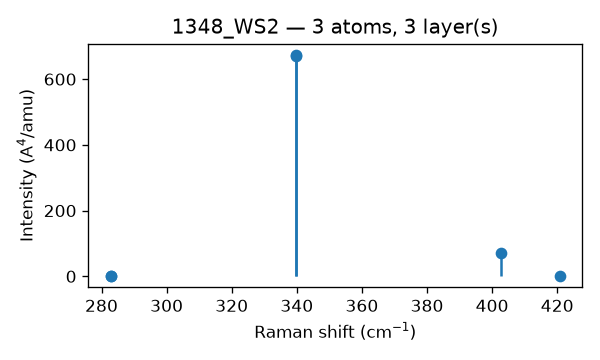 1348_WS2 — 3 atoms, 3 layer(s)
600
400
200
0
Intensity (A⁴/amu)
280 300 320 340 360 380 400 420
Raman shift (cm⁻¹)